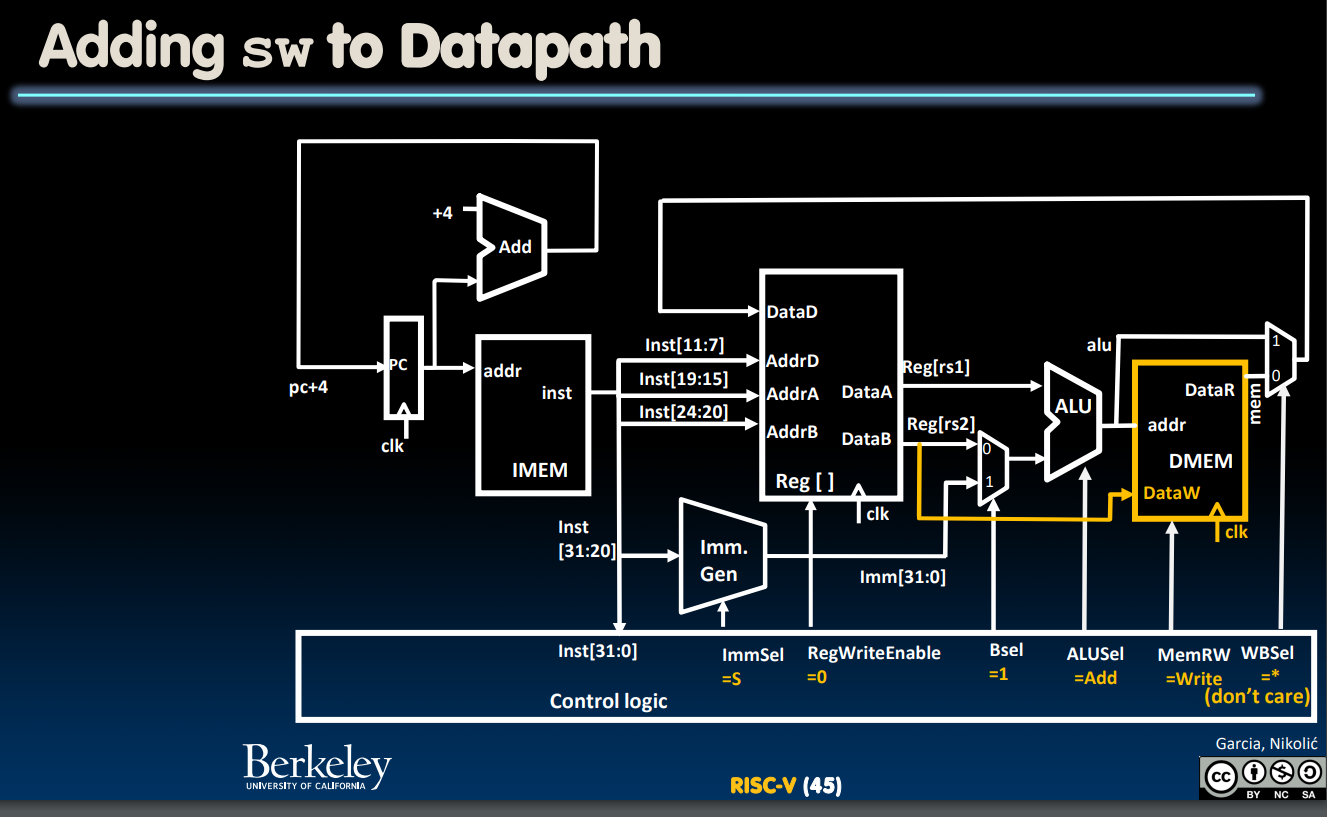 Adding sw to Datapath
+4
Add
pc+4
PC
clk
addr
inst
IMEM
Inst[11:7]
Inst[19:15]
Inst[24:20]
Inst
[31:20]
DataD
AddrD
AddrA
AddrB
DataA
DataB
Reg [ ]
clk
Reg[rs1]
Reg[rs2]
Imm.
Gen
Imm[31:0]
0
1
ALU
alu
DataR
addr
DMEM
DataW
clk
mem
1
0
Inst[31:0]
Control logic
ImmSel
=S
RegWriteEnable
=0
Bsel
=1
ALUSel
=Add
MemRW
=Write
WBSel
=*
(don't care)
Garcia, Nikolić
Berkeley
UNIVERSITY OF CALIFORNIA
RISC-V (45)
cc
BY NC SA